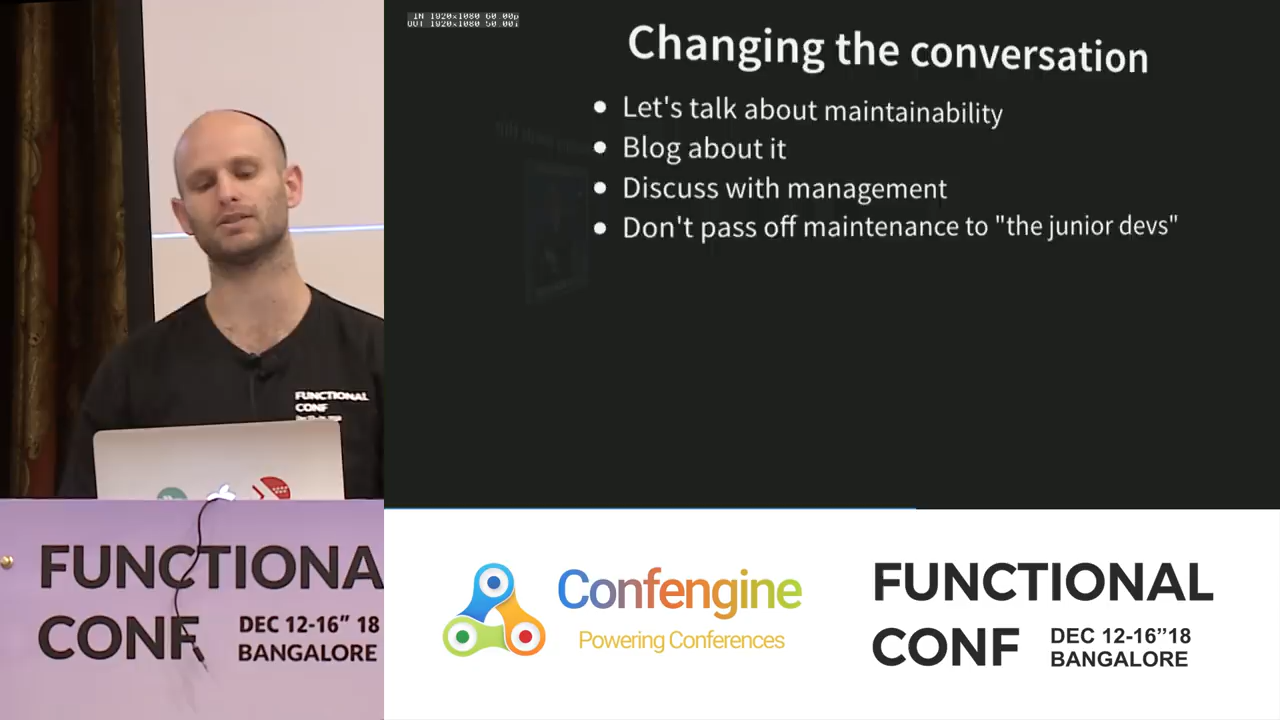 IN 1920x1080 60.00p
OUT 1920x1080 50.00i
Changing the conversation
• Let's talk about maintainability
• Blog about it
• Discuss with management
• Don't pass off maintenance to "the junior devs"
FUNCTIONAL
CONF
FUNCTIONA
CONF
DEC 12-16" 18
BANGALORE
Confengine
Powering Conferences
FUNCTIONAL
CONF
DEC 12-16”18
BANGALORE